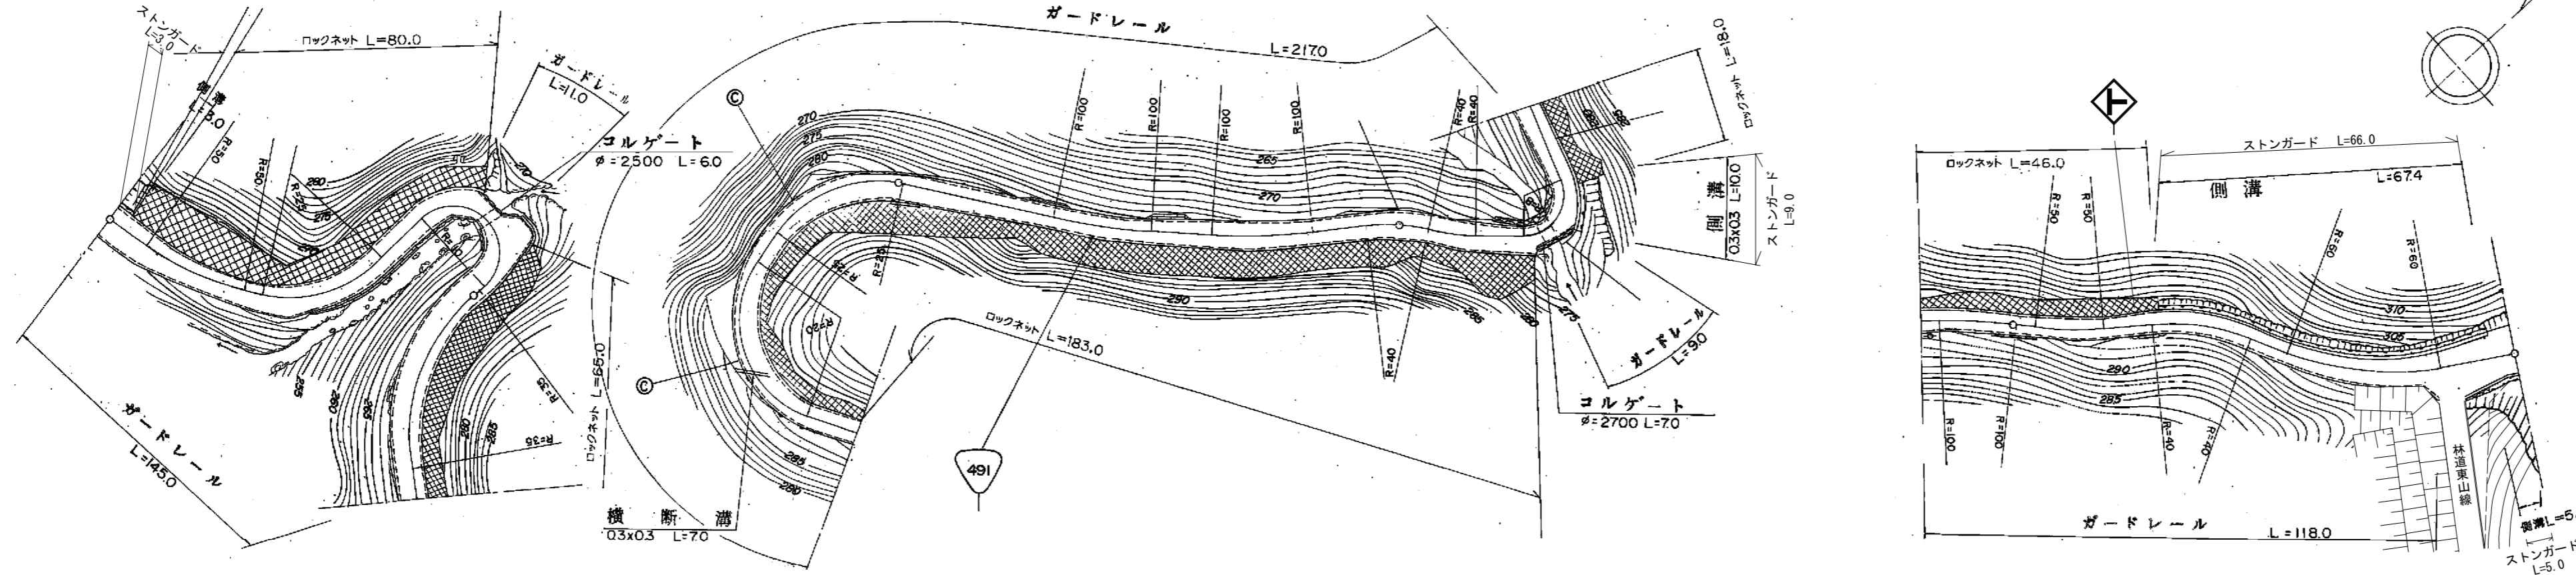 ストンガード
L=3.0
ロックネット L=80.0
側溝
ガードレール
L=11.0
R=50
R=50
R=25
280
275
270
270
コルゲート
φ=2500 L=6.0
R=35
R=35
255
260
265
280
285
ロックネット L=65.0
ガードレール
L=145.0
ガードレール
L=217.0
C
270
275
280
R=100
R=100
R=100
R=100
R=40
R=40
265
270
R=25
R=20
290
285
280
275
C
ロックネット L=183.0
R=40
285
280
491
横断溝
0.3x0.3 L=7.0
ロックネット L=18.0
側溝
0.3x0.3 L=10.0
ストンガード
L=9.0
ガードレール
L=9.0
コルゲート
φ=2700 L=7.0
T
ロックネット L=46.0
ストンガード L=66.0
側溝
L=67.4
R=50
R=50
R=60
R=60
310
305
290
285
R=100
R=100
R=40
R=40
林道東山線
ガードレール
L=118.0
側溝L=5.
ストンガード
L=5.0